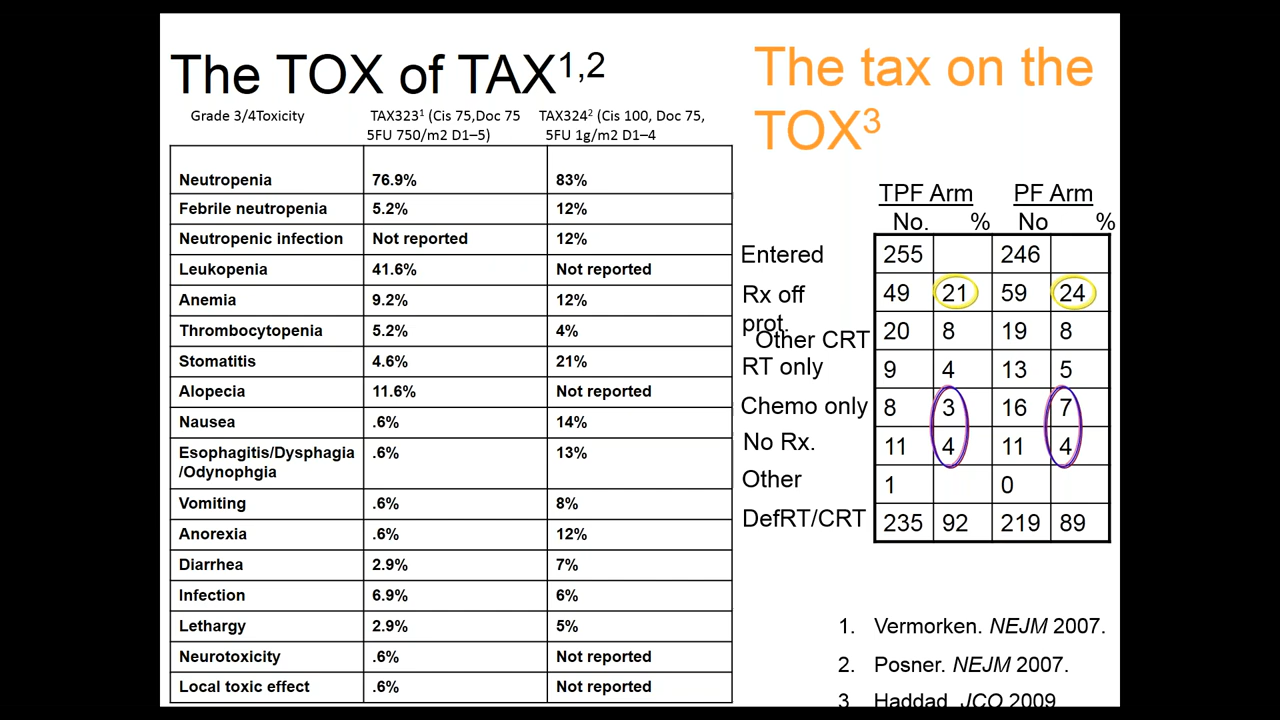 The TOX of TAX1,2
Grade 3/4Toxicity TAX323¹ (Cis 75,Doc 75 5FU 750/m2 D1–5) TAX324² (Cis 100, Doc 75, 5FU 1g/m2 D1–4
Neutropenia 76.9% 83%
Febrile neutropenia 5.2% 12%
Neutropenic infection Not reported 12%
Leukopenia 41.6% Not reported
Anemia 9.2% 12%
Thrombocytopenia 5.2% 4%
Stomatitis 4.6% 21%
Alopecia 11.6% Not reported
Nausea .6% 14%
Esophagitis/Dysphagia
/Odynophgia .6% 13%
Vomiting .6% 8%
Anorexia .6% 12%
Diarrhea 2.9% 7%
Infection 6.9% 6%
Lethargy 2.9% 5%
Neurotoxicity .6% Not reported
Local toxic effect .6% Not reported
The tax on the
TOX3
TPF Arm PF Arm
No. % No %
Entered 255 246
Rx off prot. 49 21 59 24
Other CRT 20 8 19 8
RT only 9 4 13 5
Chemo only 8 3 16 7
No Rx. 11 4 11 4
Other 1 0
DefRT/CRT 235 92 219 89
1. Vermorken. NEJM 2007.
2. Posner. NEJM 2007.
3. Haddad. JCO 2009